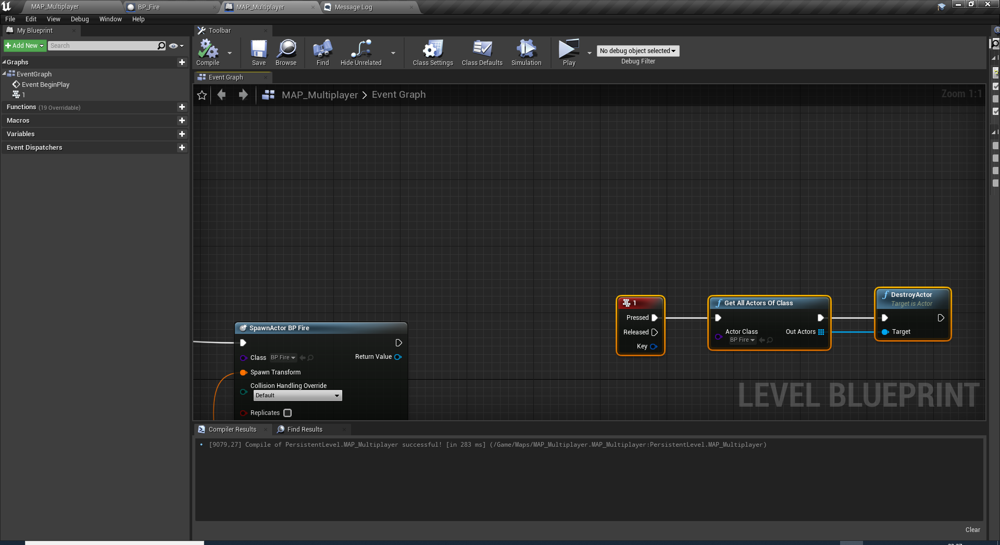 MAP_Multiplayer
BP_Fire
MAP_Multiplayer
Message Log
File Edit View Debug Window Help
My Blueprint
Toolbar
Add New
Search
Compile
Save
Browse
Find
Hide Unrelated
Class Settings
Class Defaults
Simulation
Play
No debug object selected
Debug Filter
Graphs
EventGraph
Event BeginPlay
1
Functions (19 Overridable)
Macros
Variables
Event Dispatchers
Event Graph
MAP_Multiplayer > Event Graph
Zoom 1:1
SpawnActor BP Fire
Class BP Fire
Return Value
Spawn Transform
Collision Handling Override
Default
Replicates
1
Pressed
Released
Key
Get All Actors Of Class
Actor Class
BP Fire
Out Actors
DestroyActor
Target is Actor
Target
LEVEL BLUEPRINT
Compiler Results
Find Results
[9079,27] Compile of PersistentLevel.MAP_Multiplayer successful! [in 283 ms] (/Game/Maps/MAP_Multiplayer.MAP_Multiplayer:PersistentLevel.MAP_Multiplayer)
Clear